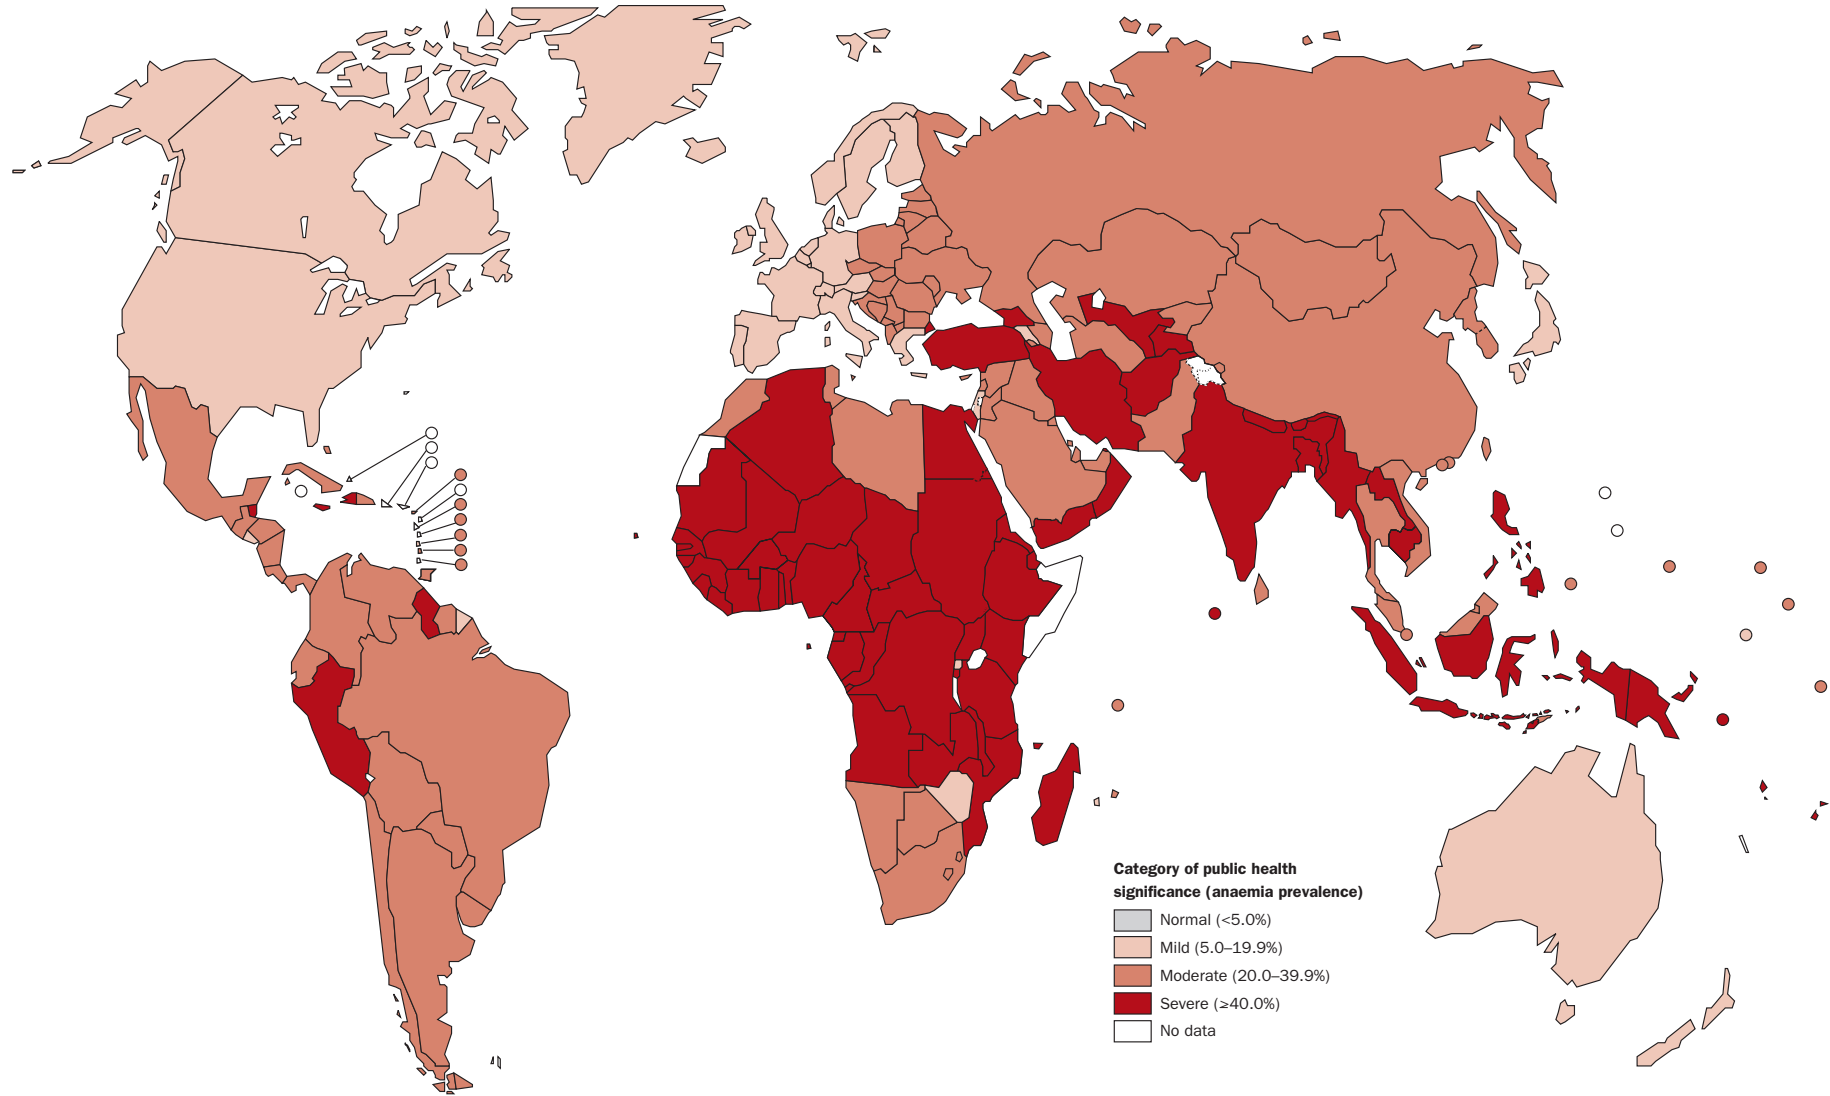 Category of public health
significance (anaemia prevalence)
Normal (<5.0%)
Mild (5.0–19.9%)
Moderate (20.0–39.9%)
Severe (≥40.0%)
No data